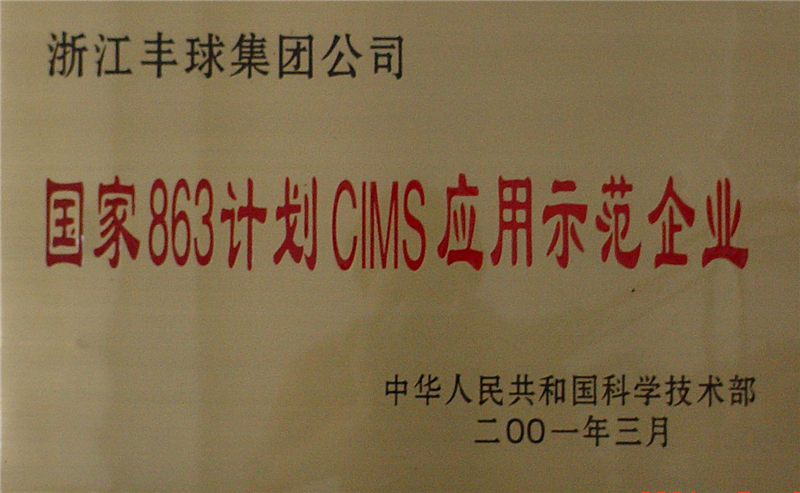 浙江丰球集团公司
国家863计划CIMS应用示范企业
中华人民共和国科学技术部
二OO一年三月